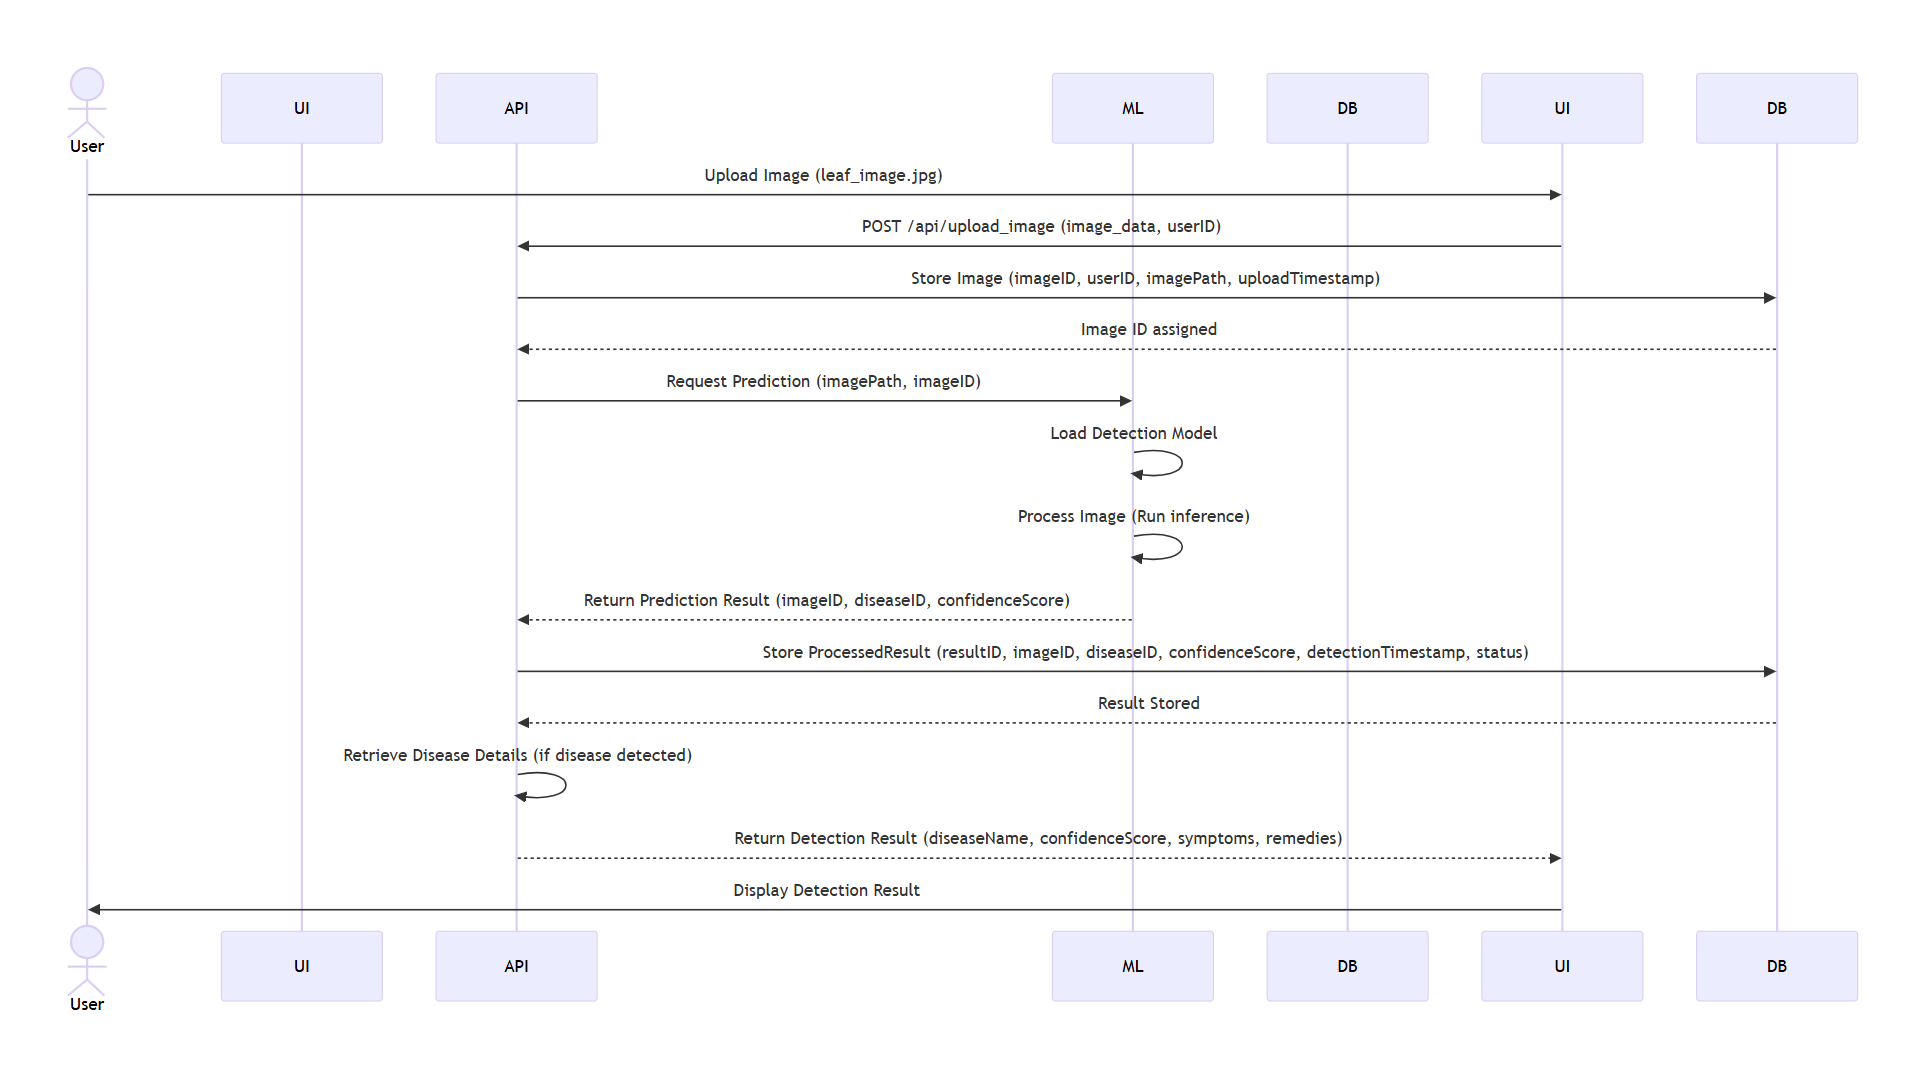 User
UI
API
ML
DB
UI
DB
Upload Image (leaf_image.jpg)
POST /api/upload_image (image_data, userID)
Store Image (imageID, userID, imagePath, uploadTimestamp)
Image ID assigned
Request Prediction (imagePath, imageID)
Load Detection Model
Process Image (Run inference)
Return Prediction Result (imageID, diseaseID, confidenceScore)
Store ProcessedResult (resultID, imageID, diseaseID, confidenceScore, detectionTimestamp, status)
Result Stored
Retrieve Disease Details (if disease detected)
Return Detection Result (diseaseName, confidenceScore, symptoms, remedies)
Display Detection Result
User
UI
API
ML
DB
UI
DB